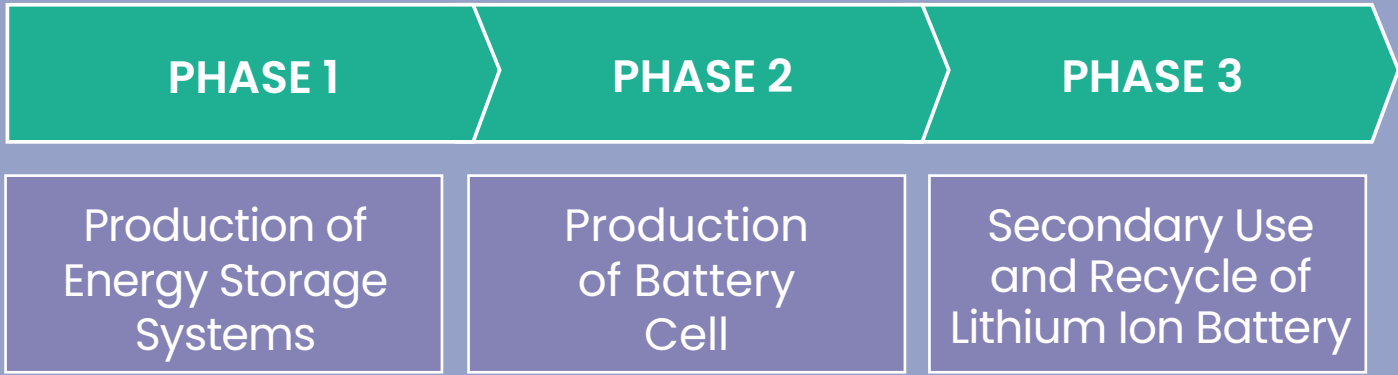 PHASE 1
PHASE 2
PHASE 3
Production of
Energy Storage
Systems
Production
of Battery
Cell
Secondary Use
and Recycle of
Lithium Ion Battery